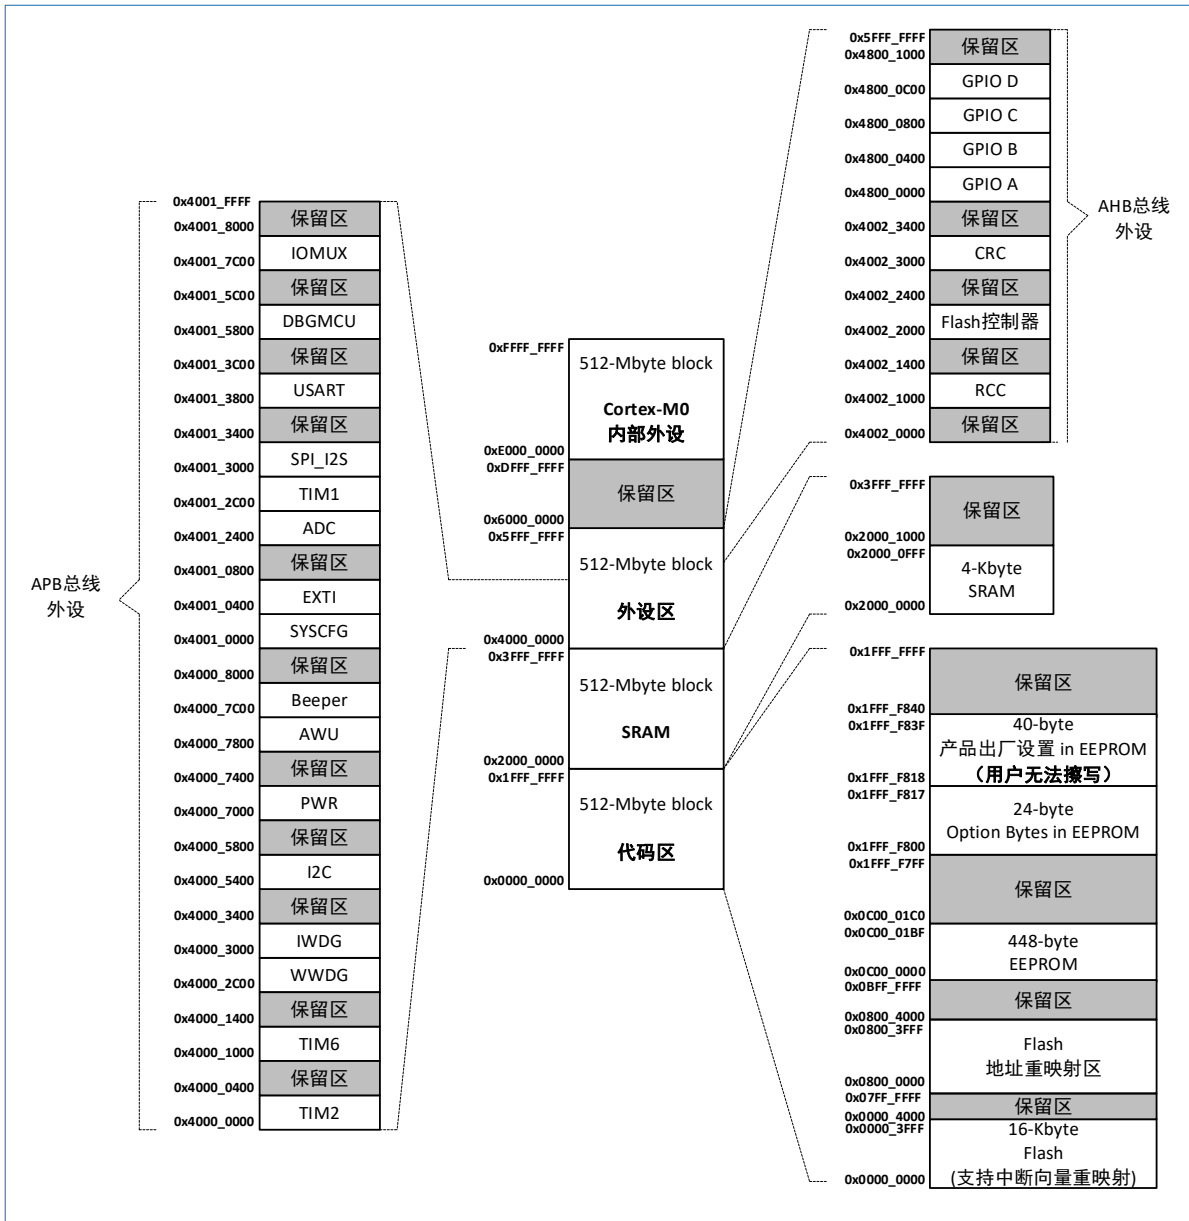 APB总线
外设
0x4001_FFFF
保留区
0x4001_8000
IOMUX
0x4001_7C00
保留区
0x4001_5C00
DBGMCU
0x4001_5800
保留区
0x4001_3C00
USART
0x4001_3800
保留区
0x4001_3400
SPI_I2S
0x4001_3000
TIM1
0x4001_2C00
ADC
0x4001_2400
保留区
0x4001_0800
EXTI
0x4001_0400
SYSCFG
0x4001_0000
保留区
0x4000_8000
Beeper
0x4000_7C00
AWU
0x4000_7800
保留区
0x4000_7400
PWR
0x4000_7000
保留区
0x4000_5800
I2C
0x4000_5400
保留区
0x4000_3400
IWDG
0x4000_3000
WWDG
0x4000_2C00
保留区
0x4000_1400
TIM6
0x4000_1000
保留区
0x4000_0400
TIM2
0x4000_0000
0xFFFF_FFFF
512-Mbyte block
Cortex-M0
内部外设
0xE000_0000
0xDFFF_FFFF
保留区
0x6000_0000
0x5FFF_FFFF
512-Mbyte block
外设区
0x4000_0000
0x3FFF_FFFF
512-Mbyte block
SRAM
0x2000_0000
0x1FFF_FFFF
512-Mbyte block
代码区
0x0000_0000
0x5FFF_FFFF
保留区
0x4800_1000
GPIO D
0x4800_0C00
GPIO C
0x4800_0800
GPIO B
0x4800_0400
GPIO A
0x4800_0000
保留区
0x4002_3400
CRC
0x4002_3000
保留区
0x4002_2400
Flash控制器
0x4002_2000
保留区
0x4002_1400
RCC
0x4002_1000
保留区
0x4002_0000
AHB总线
外设
0x3FFF_FFFF
保留区
0x2000_1000
0x2000_0FFF
4-Kbyte
SRAM
0x2000_0000
0x1FFF_FFFF
保留区
0x1FFF_F840
0x1FFF_F83F
40-byte
产品出厂设置 in EEPROM
（用户无法擦写）
0x1FFF_F818
0x1FFF_F817
24-byte
Option Bytes in EEPROM
0x1FFF_F800
0x1FFF_F7FF
保留区
0x0C00_01C0
0x0C00_01BF
448-byte
EEPROM
0x0C00_0000
0x0BFF_FFFF
保留区
0x0800_4000
0x0800_3FFF
Flash
地址重映射区
0x0800_0000
0x07FF_FFFF
保留区
0x0000_4000
0x0000_3FFF
16-Kbyte
Flash
(支持中断向量重映射)
0x0000_0000